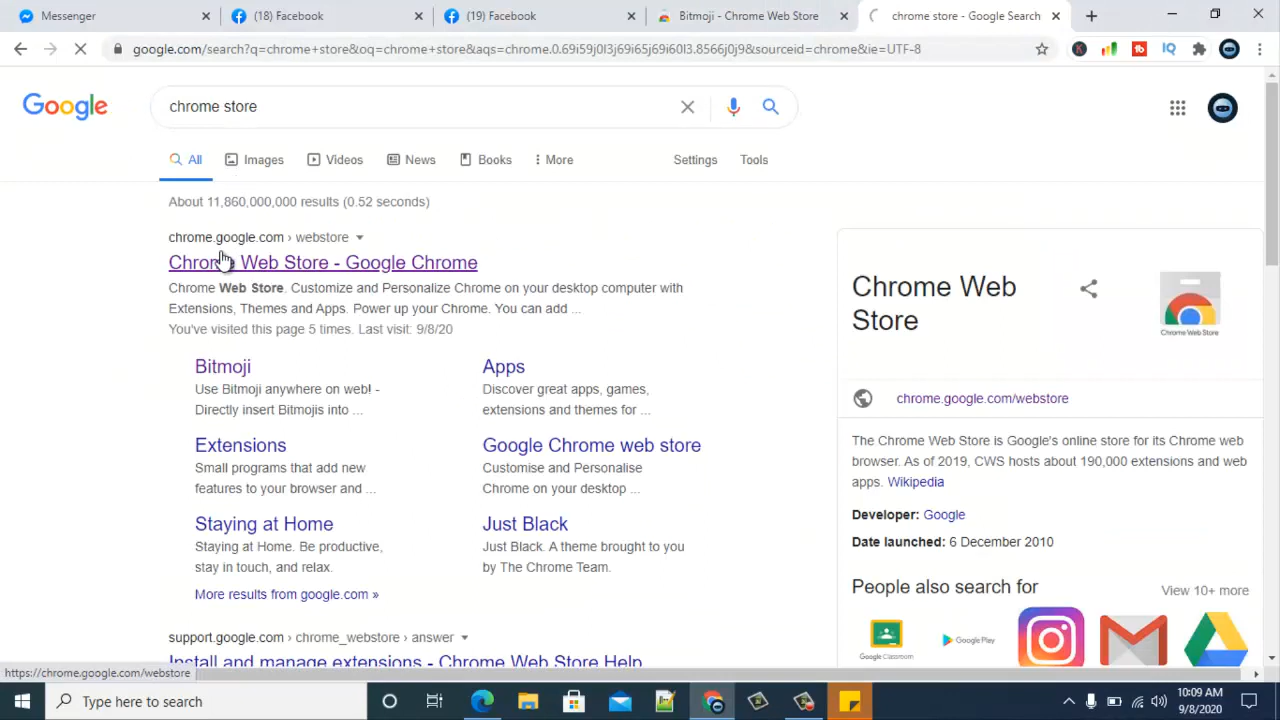 Messenger
(18) Facebook
(19) Facebook
Bitmoji - Chrome Web Store
chrome store - Google Search
google.com/search?q=chrome+store&oq=chrome+store&aqs=chrome.0.69i59j0l3j69i65j69i60l3.8566j0j9&sourceid=chrome&ie=UTF-8
Google
chrome store
All
Images
Videos
News
Books
More
Settings
Tools
About 11,860,000,000 results (0.52 seconds)
chrome.google.com › webstore
Chrome Web Store - Google Chrome
Chrome Web Store. Customize and Personalize Chrome on your desktop computer with
Extensions, Themes and Apps. Power up your Chrome. You can add ...
You've visited this page 5 times. Last visit: 9/8/20
Bitmoji
Use Bitmoji anywhere on web! -
Directly insert Bitmojis into ...
Apps
Discover great apps, games,
extensions and themes for ...
Extensions
Small programs that add new
features to your browser and ...
Google Chrome web store
Customise and Personalise
Chrome on your desktop ...
Staying at Home
Staying at Home. Be productive,
stay in touch, and relax.
Just Black
Just Black. A theme brought to you
by The Chrome Team.
More results from google.com »
support.google.com › chrome_webstore › answer
Install and manage extensions - Chrome Web Store Help
Chrome Web
Store
Chrome Web Store
chrome.google.com/webstore
The Chrome Web Store is Google's online store for its Chrome web
browser. As of 2019, CWS hosts about 190,000 extensions and web
apps. Wikipedia
Developer: Google
Date launched: 6 December 2010
People also search for
View 10+ more
Google Classroom
Google Play
https://chrome.google.com/webstore
Type here to search
10:09 AM
9/8/2020